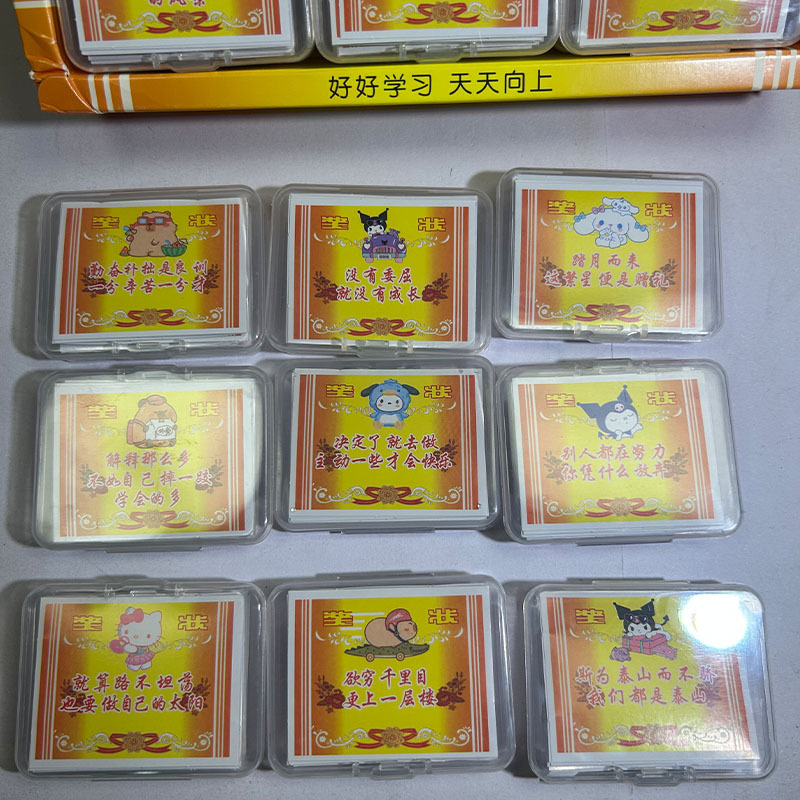 好好学习 天天向上
奖 状
勤奋补拙是良训
一分辛苦一分才
奖 状
没有委屈
就没有成长
奖 状
踏月而来
这繁星便是赠礼
奖 状
解释那么多
不如自己摔一跤
学会的多
奖 状
决定了就去做
主动一些才会快乐
奖 状
别人都在努力
你凭什么放弃
奖 状
就算路不坦荡
也要做自己的太阳
奖 状
欲穷千里目
更上一层楼
奖 状
为泰山而不骄
我们都是泰山